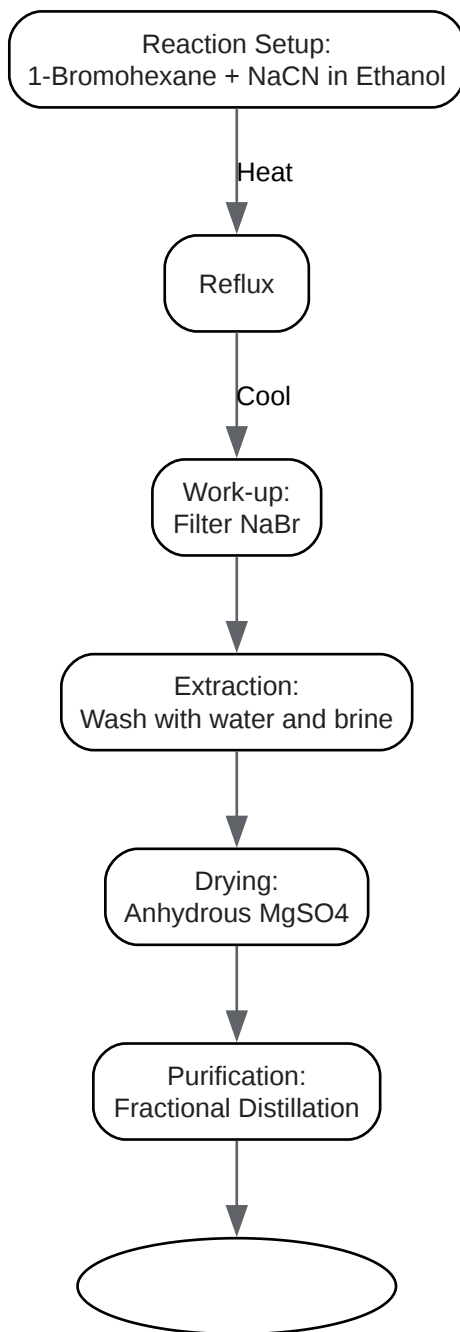 Reaction Setup:
1-Bromohexane + NaCN in Ethanol
Heat
Reflux
Cool
Work-up:
Filter NaBr
Extraction:
Wash with water and brine
Drying:
Anhydrous MgSO4
Purification:
Fractional Distillation